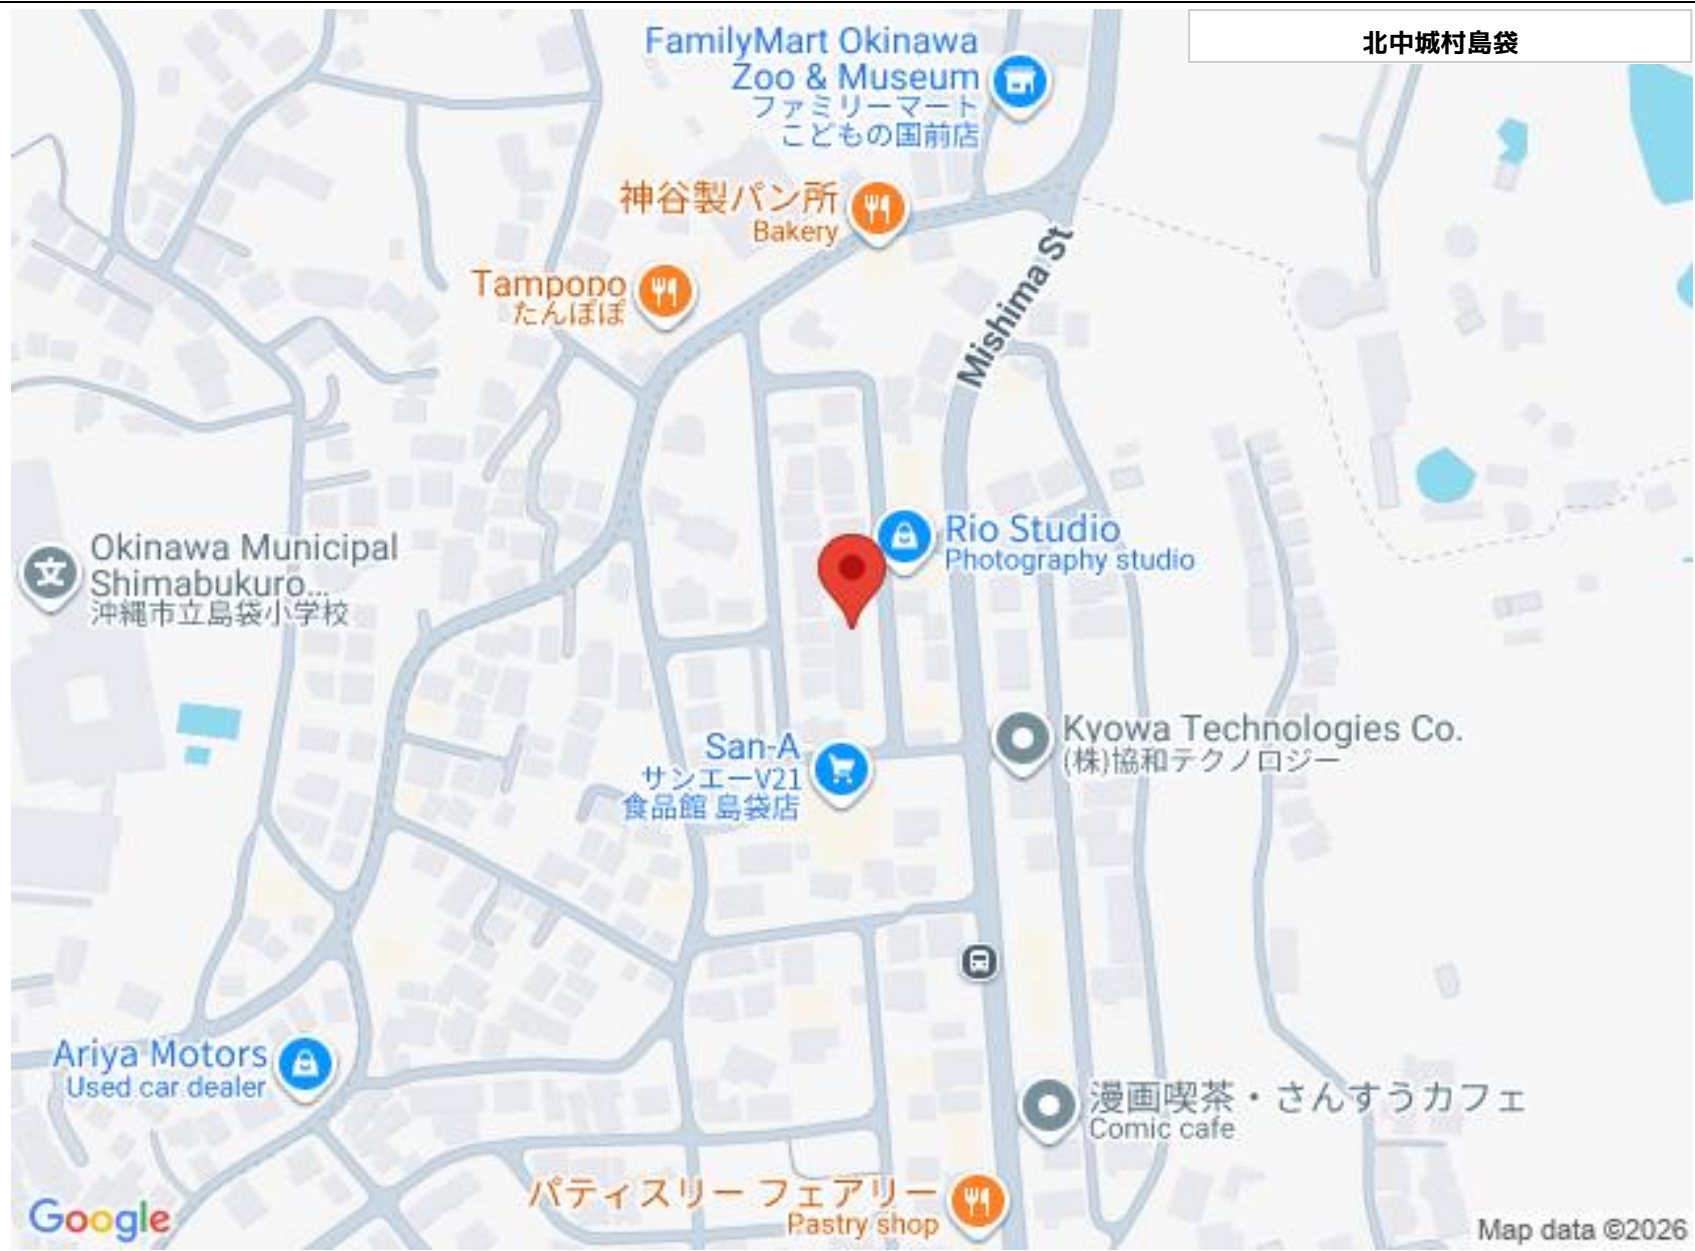 北中城村島袋
FamilyMart Okinawa
Zoo & Museum
ファミリーマート
こどもの国前店
神谷製パン所
Bakery
Mishima St
Tampopo
たんぽぽ
Rio Studio
Photography studio
Okinawa Municipal
Shimabukuro...
沖縄市立島袋小学校
Kyowa Technologies Co.
(株)協和テクノロジー
San-A
サンエーV21
食品館 島袋店
Ariya Motors
Used car dealer
漫画喫茶・さんすうカフェ
Comic cafe
パティスリー フェアリー
Pastry shop
Google
Map data ©2026